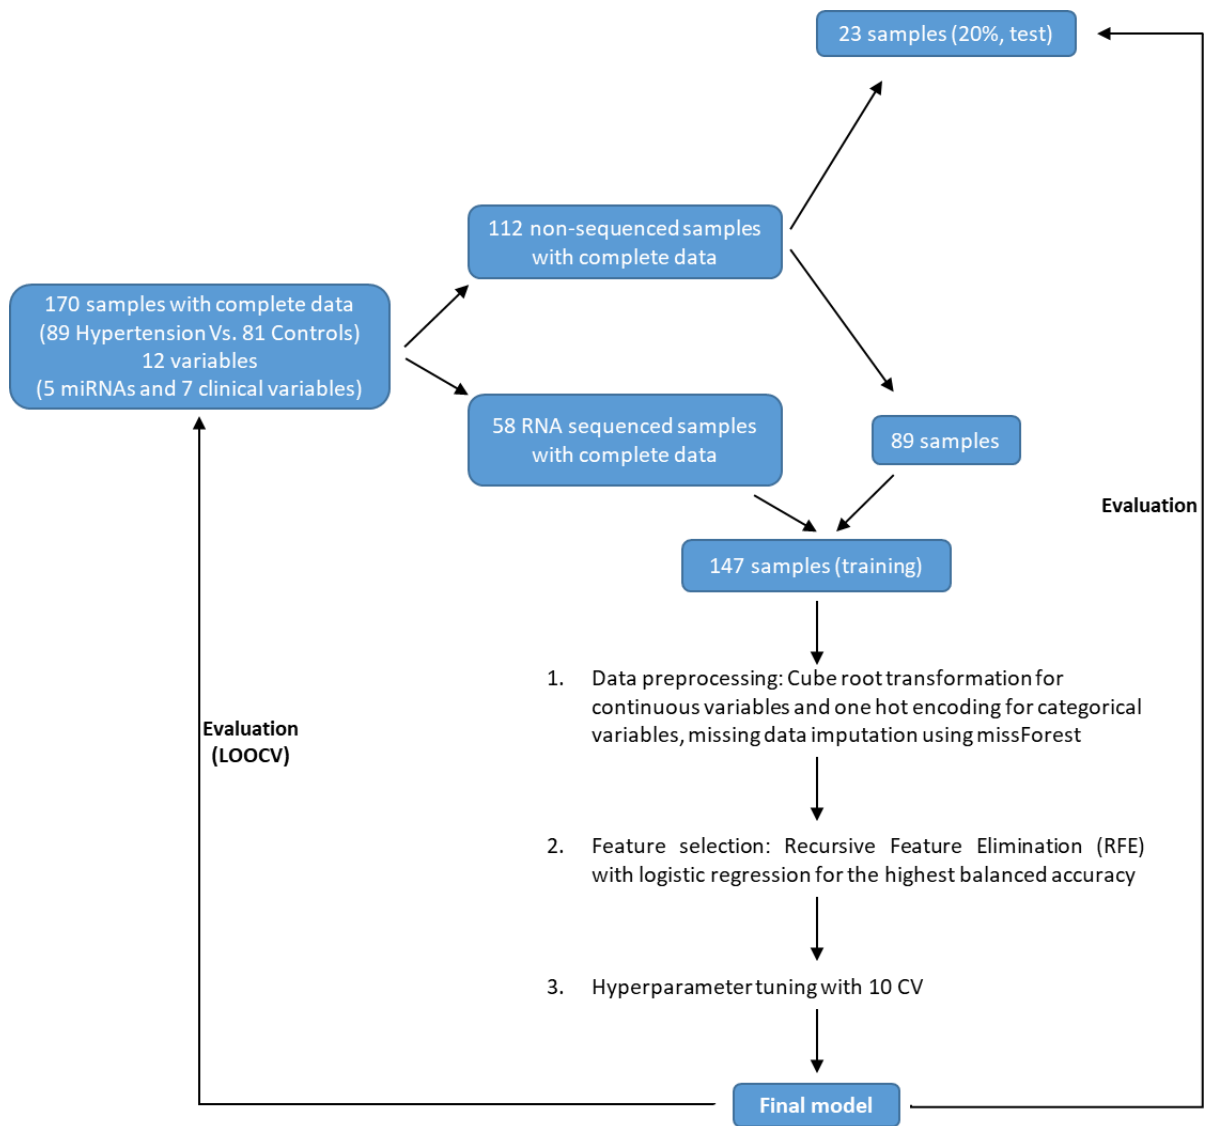 23 samples (20%, test)
112 non-sequenced samples
with complete data
170 samples with complete data
(89 Hypertension Vs. 81 Controls)
12 variables
(5 miRNAs and 7 clinical variables)
58 RNA sequenced samples
with complete data
89 samples
Evaluation
147 samples (training)
1. Data preprocessing: Cube root transformation for
continuous variables and one hot encoding for categorical
variables, missing data imputation using missForest
Evaluation
(LOOCV)
2. Feature selection: Recursive Feature Elimination (RFE)
with logistic regression for the highest balanced accuracy
3. Hyperparameter tuning with 10 CV
Final model